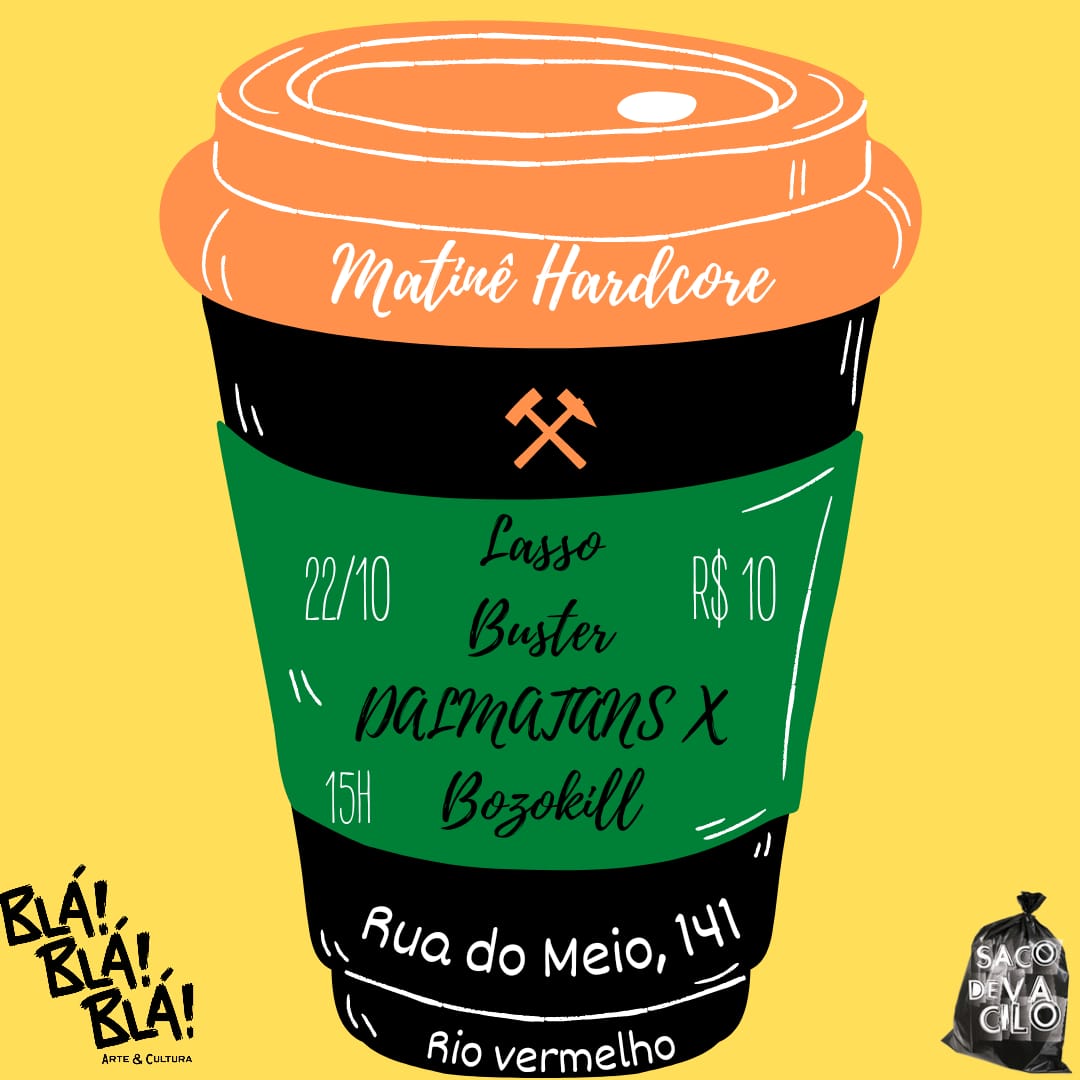 Matinê Hardcore
Lasso
22/10
R$ 10
Buster
DALMATANS X
15H
Bozokill
Rua do Meio, 141
Rio vermelho
BLÁ!
BLÁ!
BLÁ!
ARTE & CULTURA
SACO
DE VA
CILO